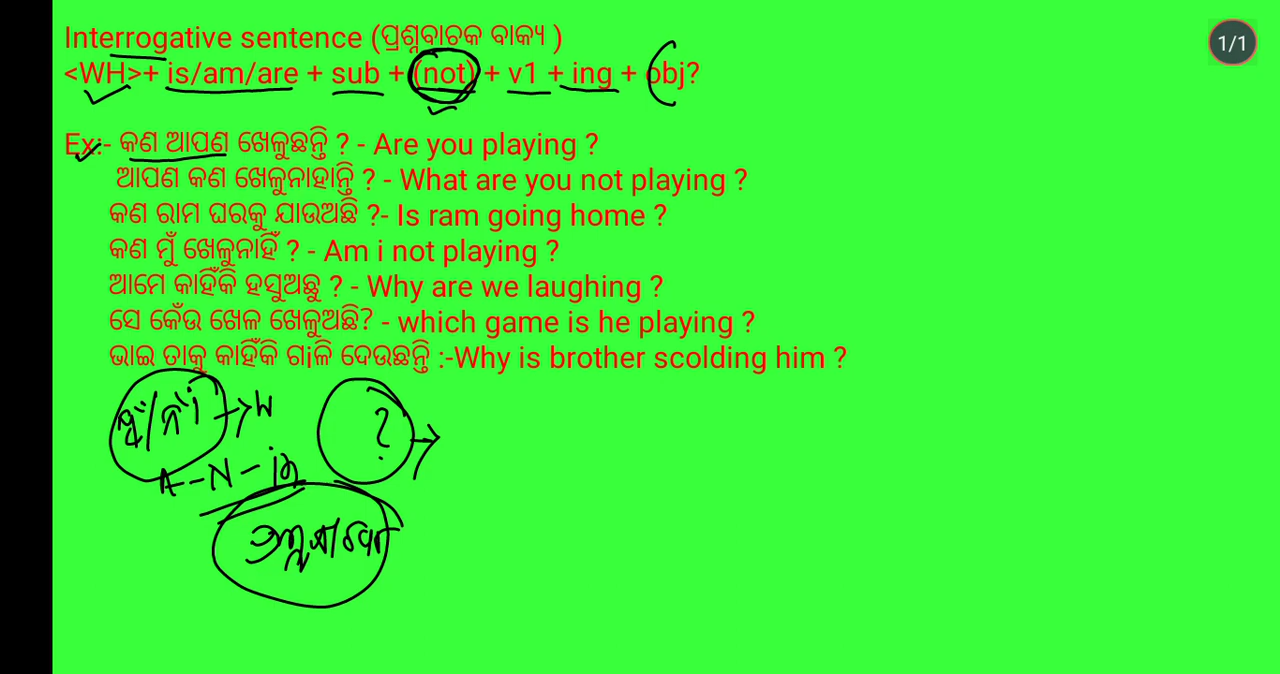 Interrogative sentence (ପ୍ରଶ୍ନବାଚକ ବାକ୍ୟ )
1/1
<WH>+ is/am/are + sub + (not) + v1 + ing + obj?
Ex:- କଣ ଆପଣ ଖେଳୁଛନ୍ତି ? - Are you playing ?
ଆପଣ କଣ ଖେଳୁନାହାନ୍ତି ? - What are you not playing ?
କଣ ରାମ ଘରକୁ ଯାଉଅଛି ?- Is ram going home ?
କଣ ମୁଁ ଖେଳୁନାହିଁ ? - Am i not playing ?
ଆମେ କାହିଁକି ହସୁଅଛୁ ? - Why are we laughing ?
ସେ କେଁଉ ଖେଳ ଖେଳୁଅଛି? - which game is he playing ?
ଭାଇ ତାକୁ କାହିଁକି ଗାଳି ଦେଉଛନ୍ତି :-Why is brother scolding him ?
?
A - N - in